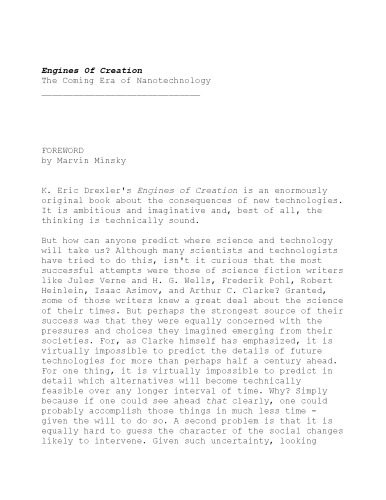 Engines Of Creation
The Coming Era of Nanotechnology
______________________________
FOREWORD
by Marvin Minsky
K. Eric Drexler's Engines of Creation is an enormously
original book about the consequences of new technologies.
It is ambitious and imaginative and, best of all, the
thinking is technically sound.
But how can anyone predict where science and technology
will take us? Although many scientists and technologists
have tried to do this, isn't it curious that the most
successful attempts were those of science fiction writers
like Jules Verne and H. G. Wells, Frederik Pohl, Robert
Heinlein, Isaac Asimov, and Arthur C. Clarke? Granted,
some of those writers knew a great deal about the science
of their times. But perhaps the strongest source of their
success was that they were equally concerned with the
pressures and choices they imagined emerging from their
societies. For, as Clarke himself has emphasized, it is
virtually impossible to predict the details of future
technologies for more than perhaps half a century ahead.
For one thing, it is virtually impossible to predict in
detail which alternatives will become technically
feasible over any longer interval of time. Why? Simply
because if one could see ahead that clearly, one could
probably accomplish those things in much less time -
given the will to do so. A second problem is that it is
equally hard to guess the character of the social changes
likely to intervene. Given such uncertainty, looking